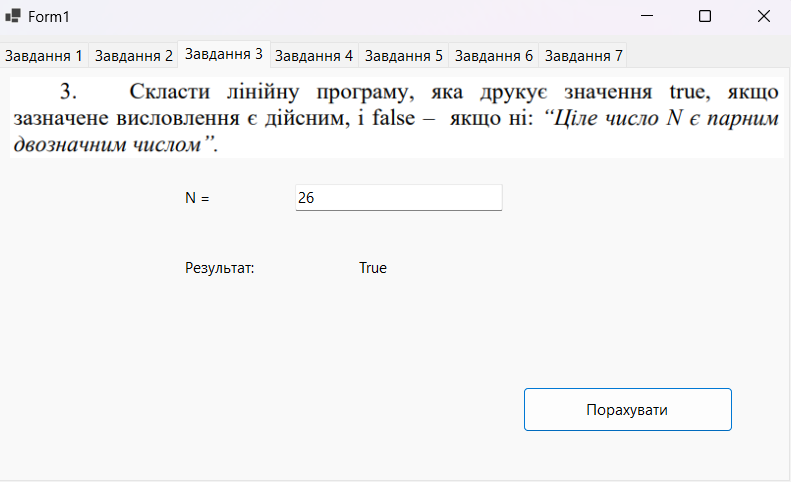 Form1
Завдання 1 Завдання 2 Завдання 3 Завдання 4 Завдання 5 Завдання 6 Завдання 7
3. Скласти лінійну програму, яка друкує значення true, якщо
зазначене висловлення є дійсним, і false – якщо ні: “Ціле число N є парним
двозначним числом”.
N = 26
Результат: True
Порахувати